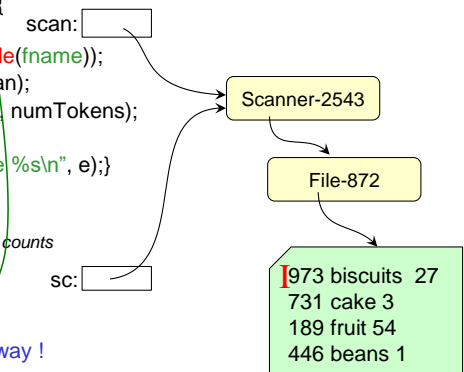 scan:
(fname));
an);
numTokens);
Scanner-2543
File-872
%s\n", e);}
counts
sc:
973 biscuits 27
731 cake 3
189 fruit 54
446 beans 1
way !